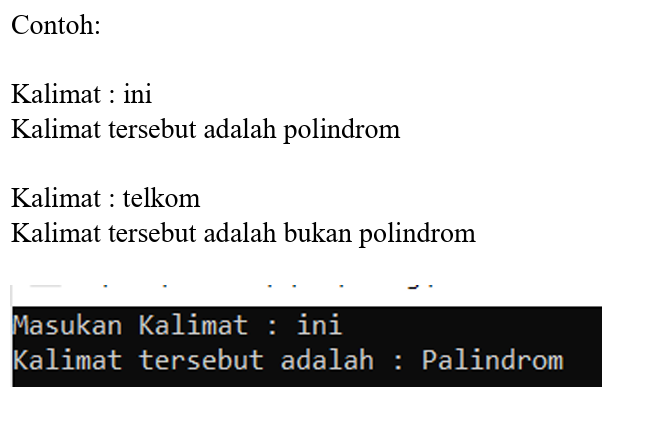 Contoh:
Kalimat : ini
Kalimat tersebut adalah polindrom
Kalimat : telkom
Kalimat tersebut adalah bukan polindrom
Masukan Kalimat : ini
Kalimat tersebut adalah : Palindrom